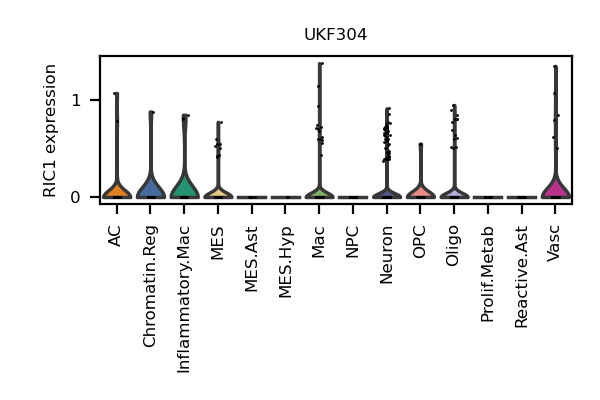 UKF304
RIC1 expression
1
0
AC
Chromatin.Reg
Inflammatory.Mac
MES
MES.Ast
MES.Hyp
Mac
NPC
Neuron
OPC
Oligo
Prolif.Metab
Reactive.Ast
Vasc